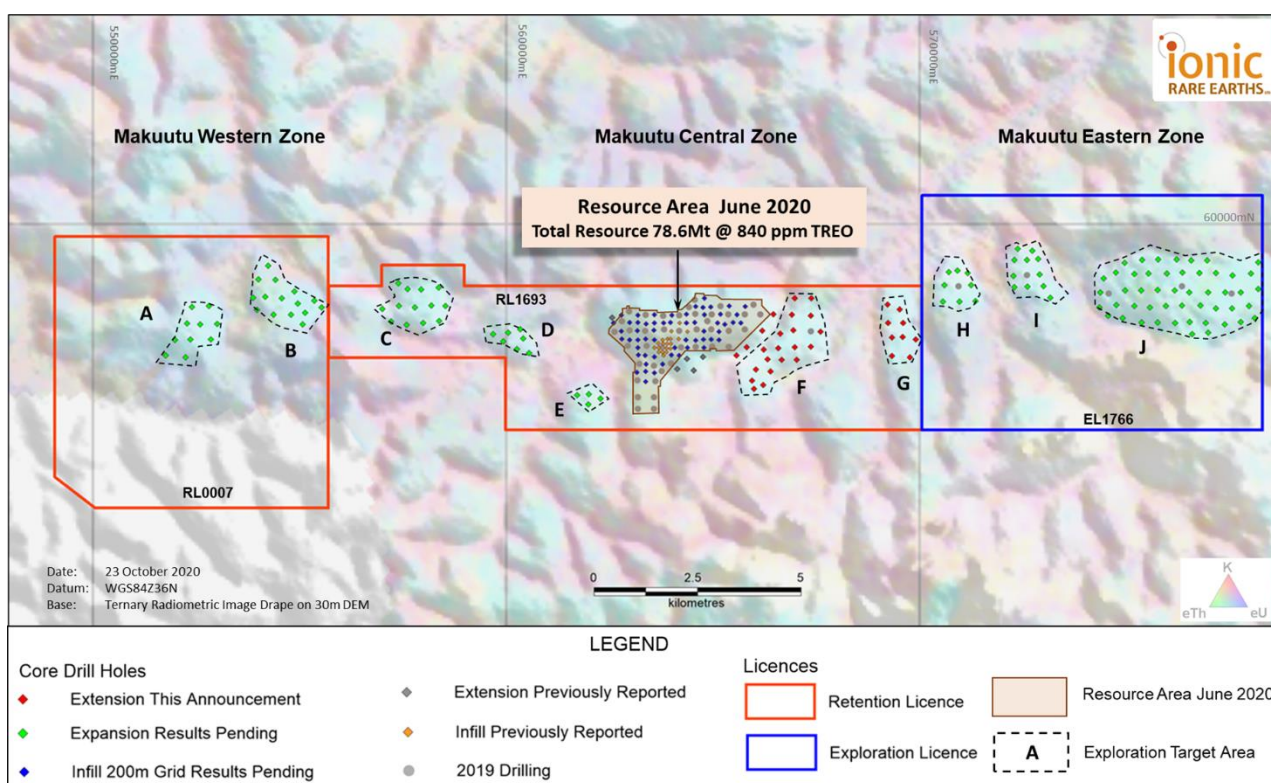 550000mE
560000mE
570000mE
ionic
RARE EARTHS
Makuutu Western Zone
Makuutu Central Zone
Makuutu Eastern Zone
Resource Area June 2020
Total Resource 78.6Mt @ 840 ppm TREO
60000mN
RL1693
A
B
C
D
E
F
G
H
I
J
EL1766
RL0007
Date: 23 October 2020
Datum: WGS84Z36N
Base: Ternary Radiometric Image Drape on 30m DEM
0 2.5 5
kilometres
K
eTh eU
LEGEND
Core Drill Holes
Extension This Announcement
Expansion Results Pending
Infill 200m Grid Results Pending
Extension Previously Reported
Infill Previously Reported
2019 Drilling
Licences
Retention Licence
Exploration Licence
Resource Area June 2020
A Exploration Target Area